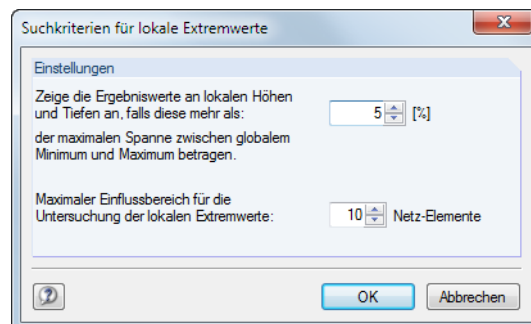 Suchkriterien für lokale Extremwerte
Einstellungen
Zeige die Ergebniswerte an lokalen Höhen
und Tiefen an, falls diese mehr als:
5 [%]
der maximalen Spanne zwischen globalem
Minimum und Maximum betragen.
Maximaler Einflussbereich für die
Untersuchung der lokalen Extremwerte:
10 Netz-Elemente
OK Abbrechen